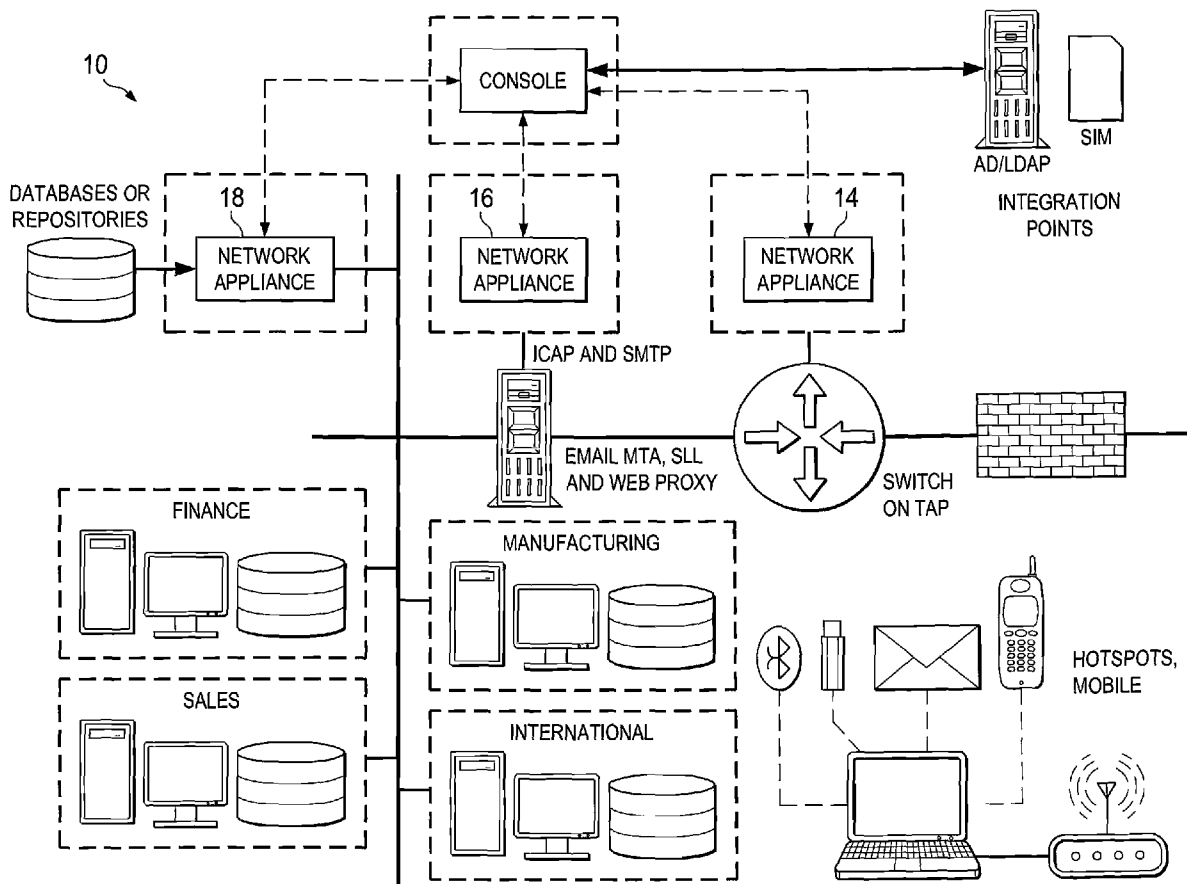 10
CONSOLE
AD/LDAP
SIM
INTEGRATION
POINTS
DATABASES OR
REPOSITORIES
18
NETWORK
APPLIANCE
16
NETWORK
APPLIANCE
14
NETWORK
APPLIANCE
ICAP AND SMTP
EMAIL MTA, SLL
AND WEB PROXY
SWITCH
ON TAP
FINANCE
MANUFACTURING
SALES
INTERNATIONAL
HOTSPOTS,
MOBILE